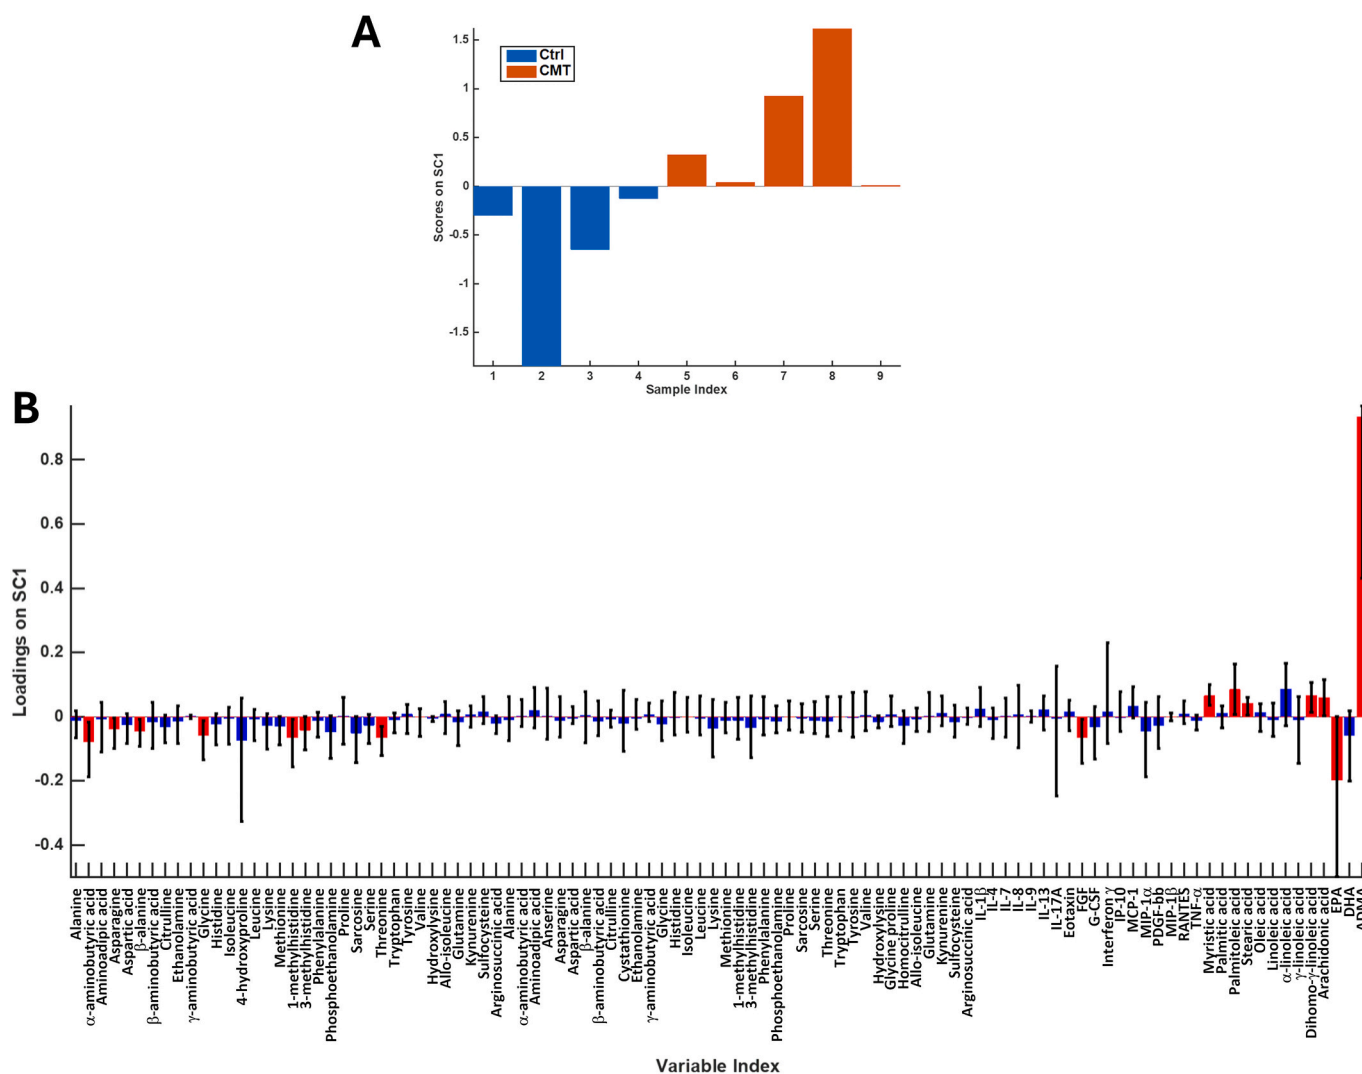 A
1.5
1
0.5
0
-0.5
-1
-1.5
Scores on SC1
Ctrl
CMT
1 2 3 4 5 6 7 8 9
Sample Index
B
0.8
0.6
0.4
0.2
0
-0.2
-0.4
Loadings on SC1
Alanine
α-aminobutyric acid
Aminoadipic acid
Asparagine
Aspartic acid
β-alanine
β-aminobutyric acid
Citrulline
Ethanolamine
γ-aminobutyric acid
Glycine
Histidine
Isoleucine
4-hydroxyproline
Leucine
Lysine
Methionine
1-methylhistidine
3-methylhistidine
Phenylalanine
Phosphoethanolamine
Proline
Sarcosine
Serine
Threonine
Tryptophan
Tyrosine
Valine
Hydroxylysine
Allo-isoleucine
Glutamine
Kynurenine
Sulfocysteine
Arginosuccinic acid
Alanine
α-aminobutyric acid
Aminoadipic acid
Anserine
Asparagine
Aspartic acid
β-alanine
β-aminobutyric acid
Citrulline
Cystathionine
Ethanolamine
γ-aminobutyric acid
Glycine
Histidine
Isoleucine
Leucine
Lysine
Methionine
1-methylhistidine
3-methylhistidine
Phenylalanine
Phosphoethanolamine
Proline
Sarcosine
Serine
Threonine
Tryptophan
Tyrosine
Valine
Hydroxylysine
Glycine proline
Homocitrulline
Allo-isoleucine
Glutamine
Kynurenine
Sulfocysteine
Arginosuccinic acid
IL-1β
IL-4
IL-7
IL-8
IL-9
IL-13
IL-17A
Eotaxin
FGF
G-CSF
Interferon γ
IP-10
MCP-1
MIP-1α
PDGF-bb
MIP-1β
RANTES
TNF-α
Myristic acid
Palmitic acid
Palmitoleic acid
Stearic acid
Oleic acid
Linoleic acid
α-linoleic acid
γ-linoleic acid
Dihomo-γ-linoleic acid
Arachidonic acid
EPA
DHA
Variable Index